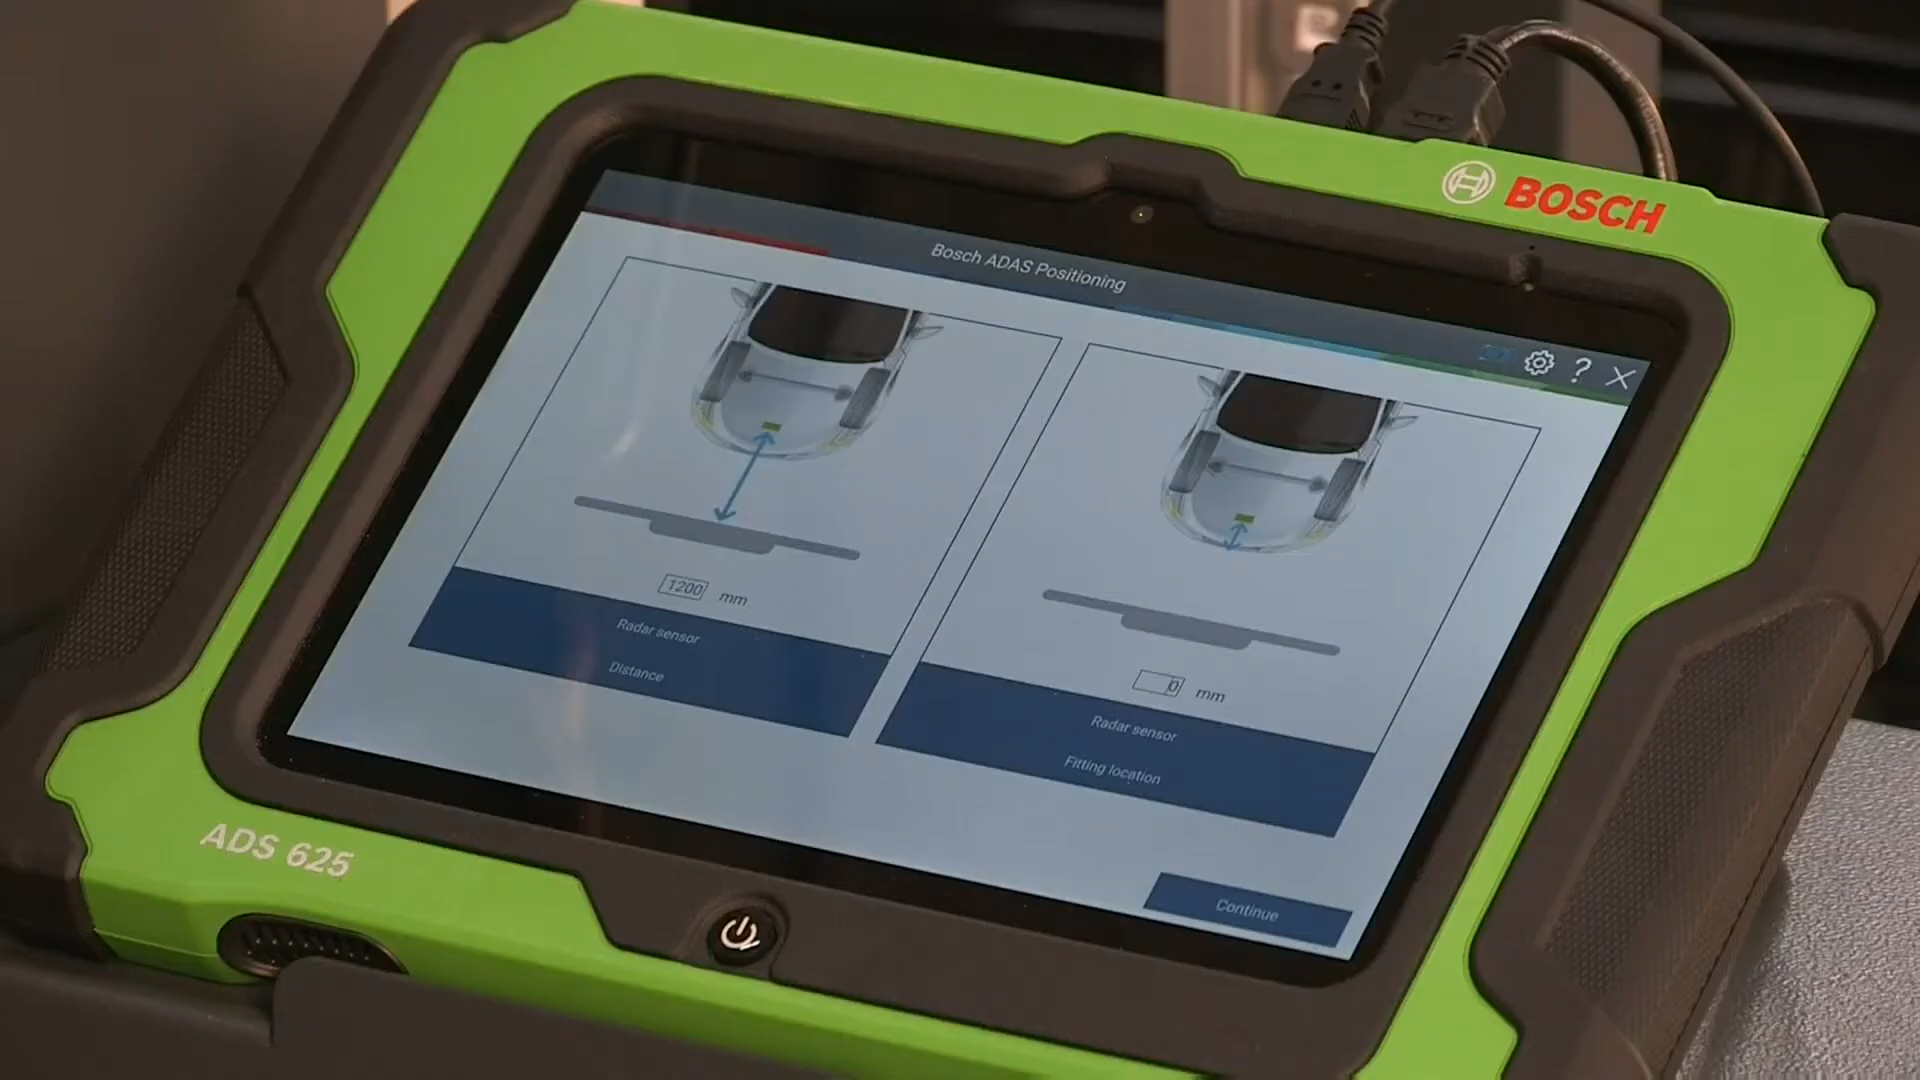 BOSCH
Bosch ADAS Positioning
?
1200 mm
Radar sensor
Distance
0 mm
Radar sensor
Fitting location
Continue
ADS 625